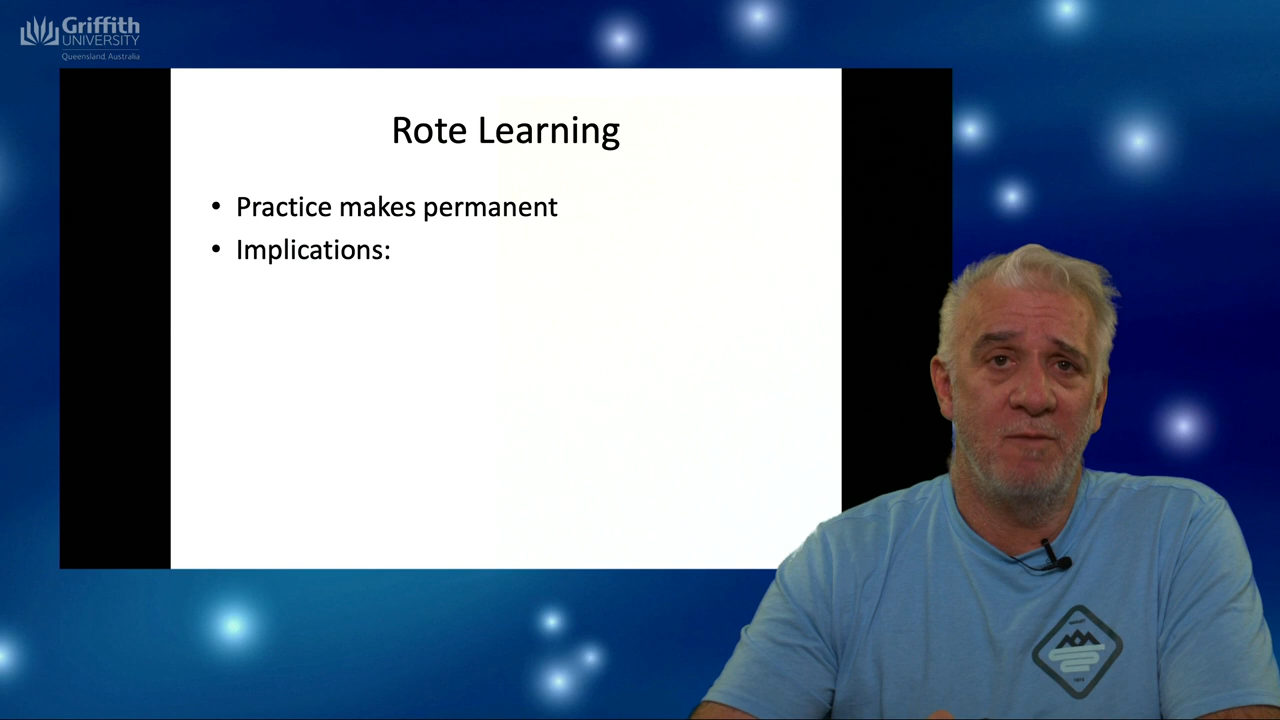 Griffith
UNIVERSITY
Queensland, Australia
Rote Learning
• Practice makes permanent
• Implications: